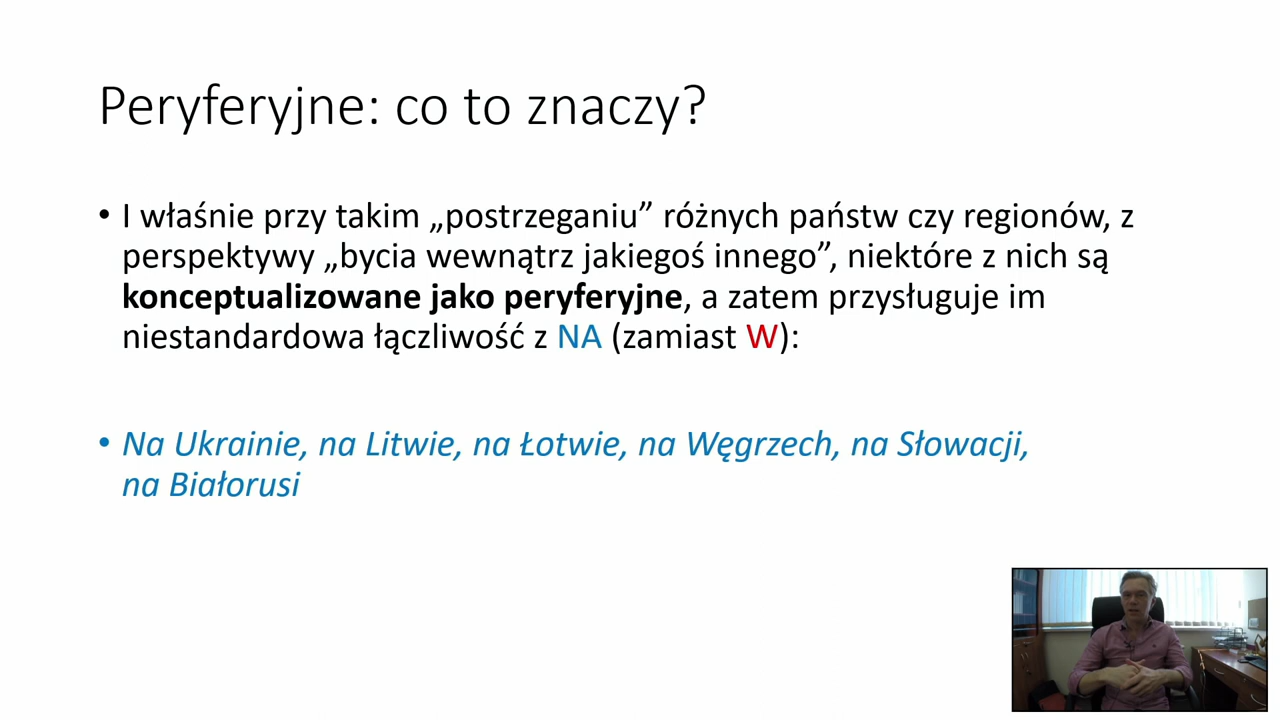 Peryferyjne: co to znaczy?
• I właśnie przy takim „postrzeganiu” różnych państw czy regionów, z
perspektywy „bycia wewnątrz jakiegoś innego”, niektóre z nich są
konceptualizowane jako peryferyjne, a zatem przysługuje im
niestandardowa łączliwość z NA (zamiast W):
• Na Ukrainie, na Litwie, na Łotwie, na Węgrzech, na Słowacji,
na Białorusi